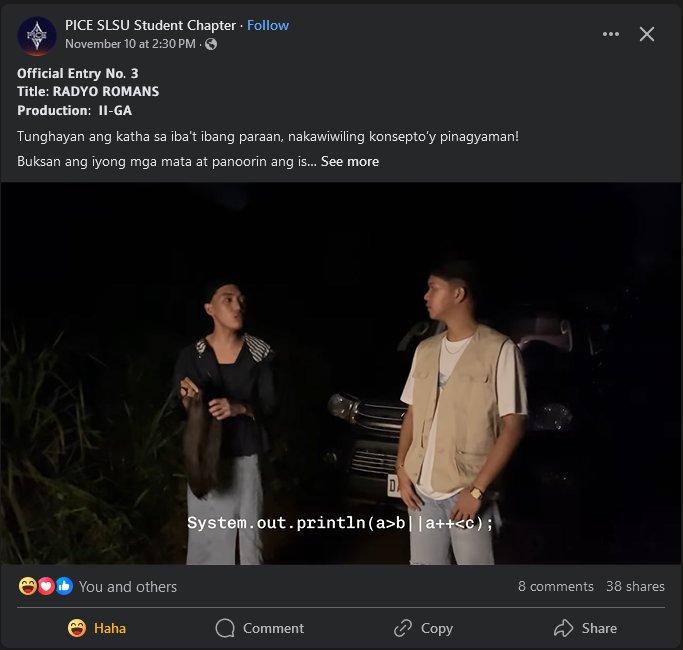 PICE SLSU Student Chapter · Follow
November 10 at 2:30 PM ·
Official Entry No. 3
Title: RADYO ROMANS
Production: II-GA
Tunghayan ang katha sa iba't ibang paraan, nakawiwiling konsepto'y pinagyaman!
Buksan ang iyong mga mata at panoorin ang is... See more
System.out.println(a>b||a++<c);
You and others
8 comments 38 shares
Haha Comment Copy Share